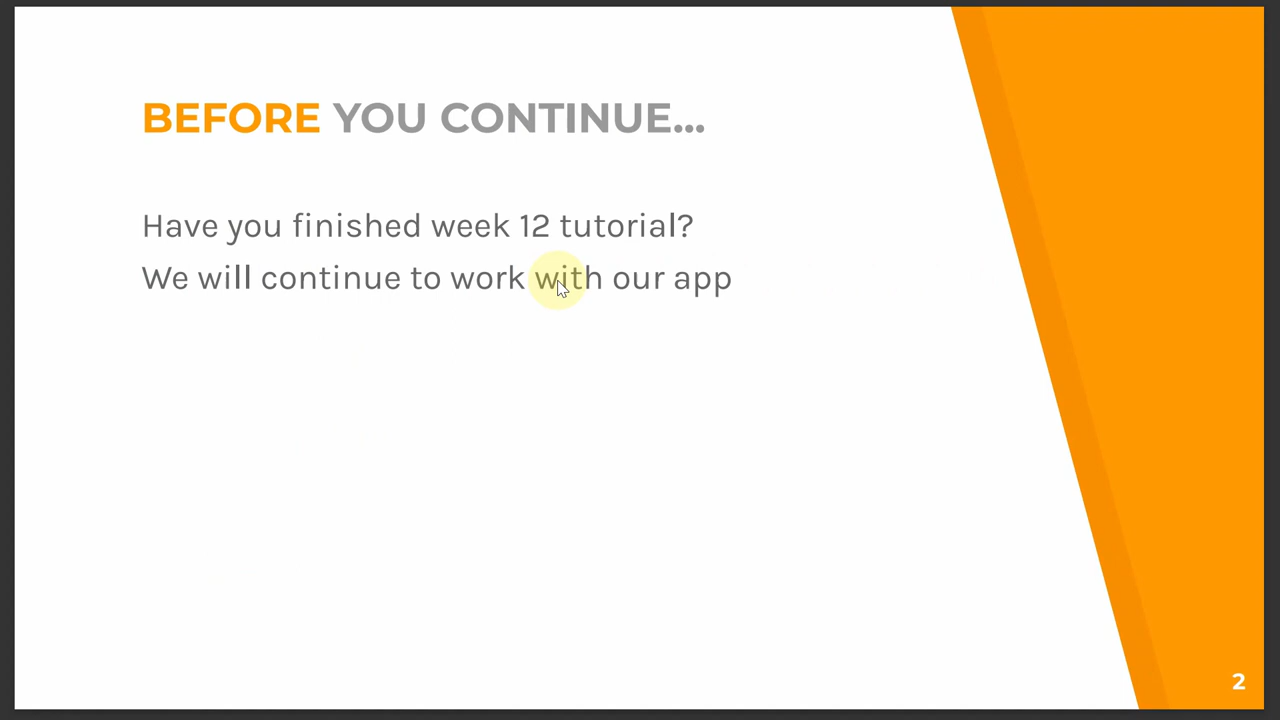 BEFORE YOU CONTINUE...
Have you finished week 12 tutorial?
We will continue to work with our app
2